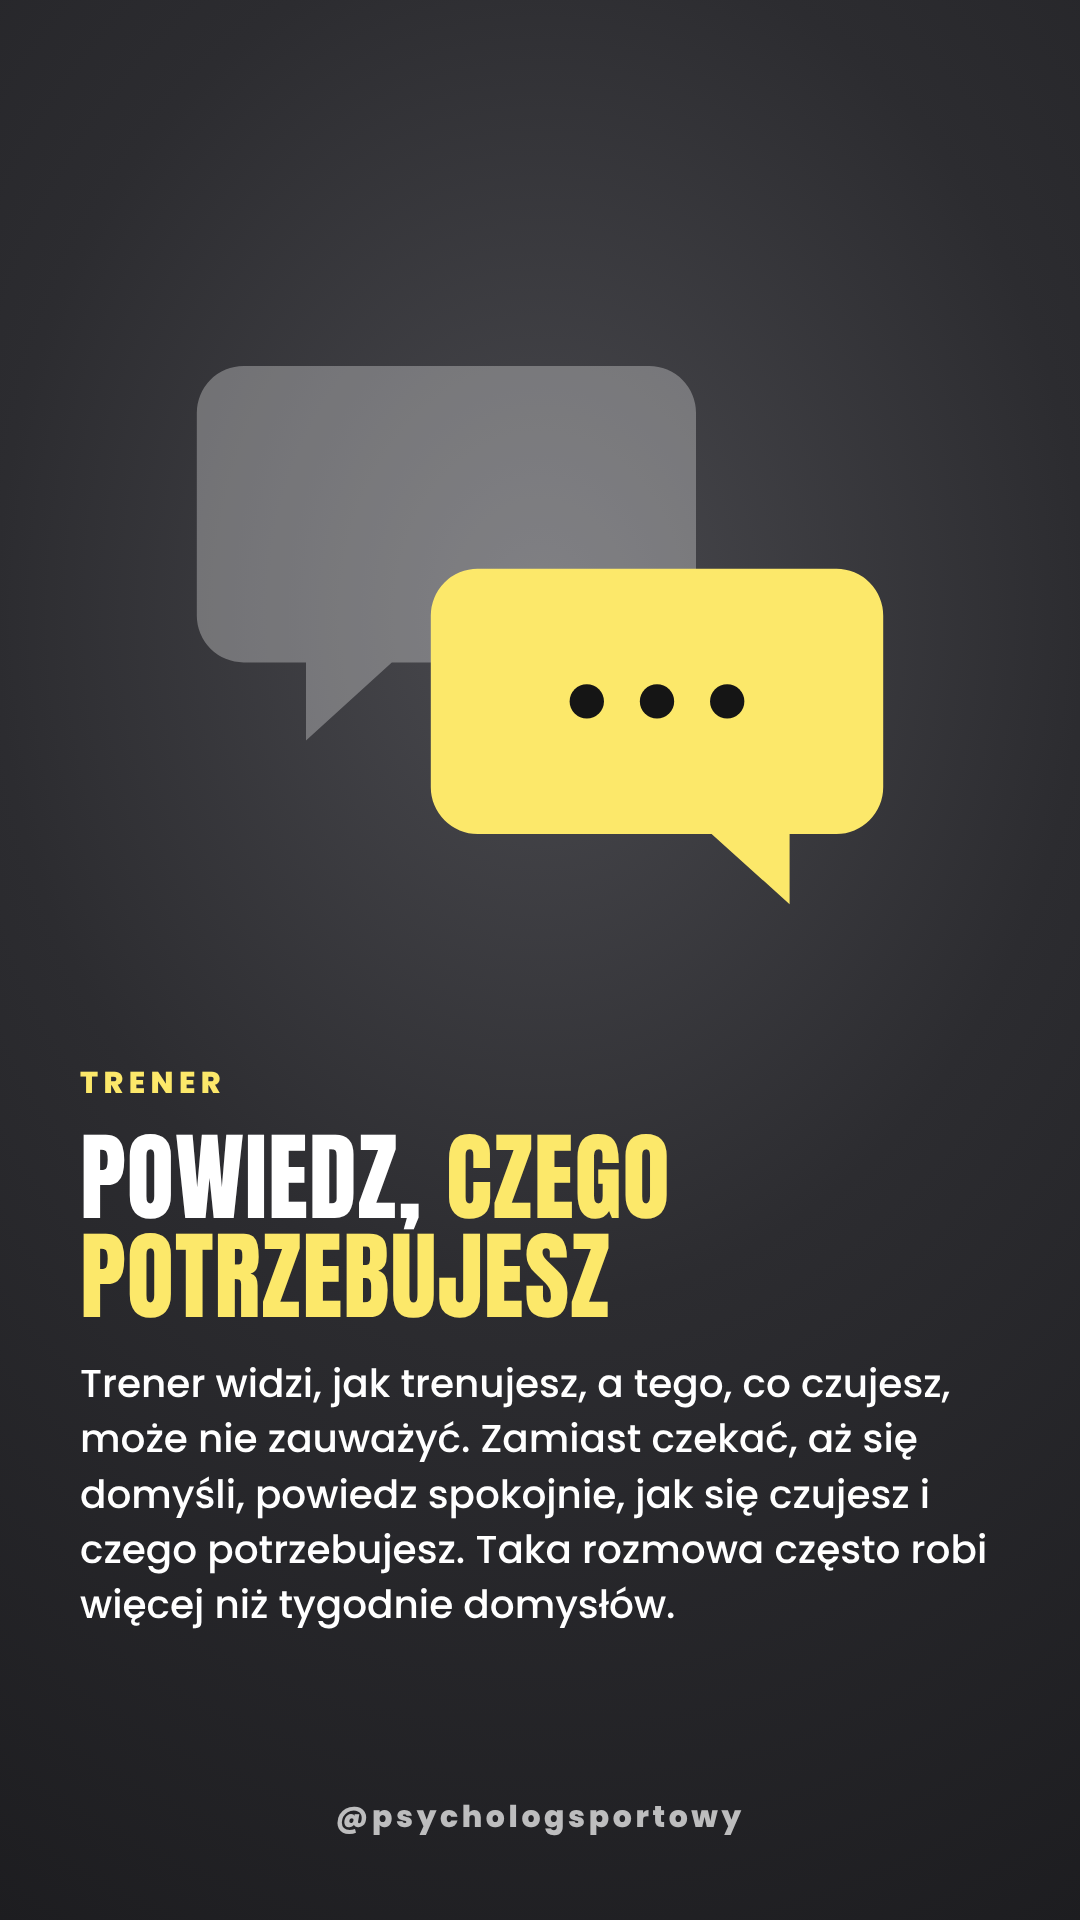 TRENER
POWIEDZ, CZEGO
POTRZEBUJESZ
Trener widzi, jak trenujesz, a tego, co czujesz,
może nie zauważyć. Zamiast czekać, aż się
domyśli, powiedz spokojnie, jak się czujesz i
czego potrzebujesz. Taka rozmowa często robi
więcej niż tygodnie domysłów.
@psychologsportowy